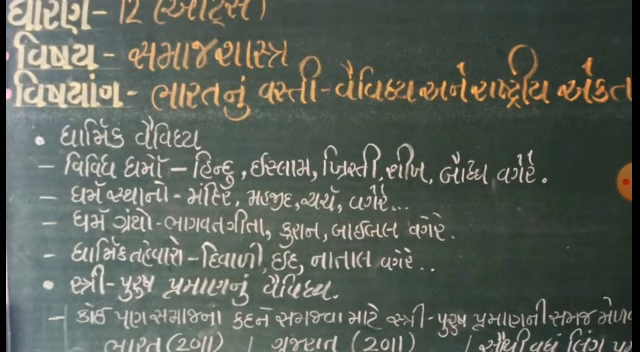 ધોરણ - 12 (આર્ટ્સ)
વિષય - સમાજશાસ્ત્ર
વિષયાંગ - ભારતનું વસ્તી - વૈવિધ્ય અને રાષ્ટ્રીય એકત
• ધાર્મિક વૈવિધ્ય
– વિવિધ ધર્મો – હિન્દુ, ઈસ્લામ, ખ્રિસ્તી, શીખ, બૌધ્ધ વગેરે.
– ધર્મ સ્થાનો - મંદિર, મસ્જીદ, ચર્ચ, વગેરે...
– ધર્મ ગ્રંથો - ભાગવતગીતા, કુરાન, બાઈબલ વગેરે.
– ધાર્મિક તહેવારો - દિવાળી, ઈદ, નાતાલ વગેરે..
• સ્ત્રી - પુરુષ પ્રમાણનું વૈવિધ્ય.
– કોઈ પણ સમાજના કદને સમજવા માટે સ્ત્રી - પુરુષ પ્રમાણની સમજ મેળવ
ભારત (2011) | ગુજરાત (2011) | સૌથી વધુ લિંગ